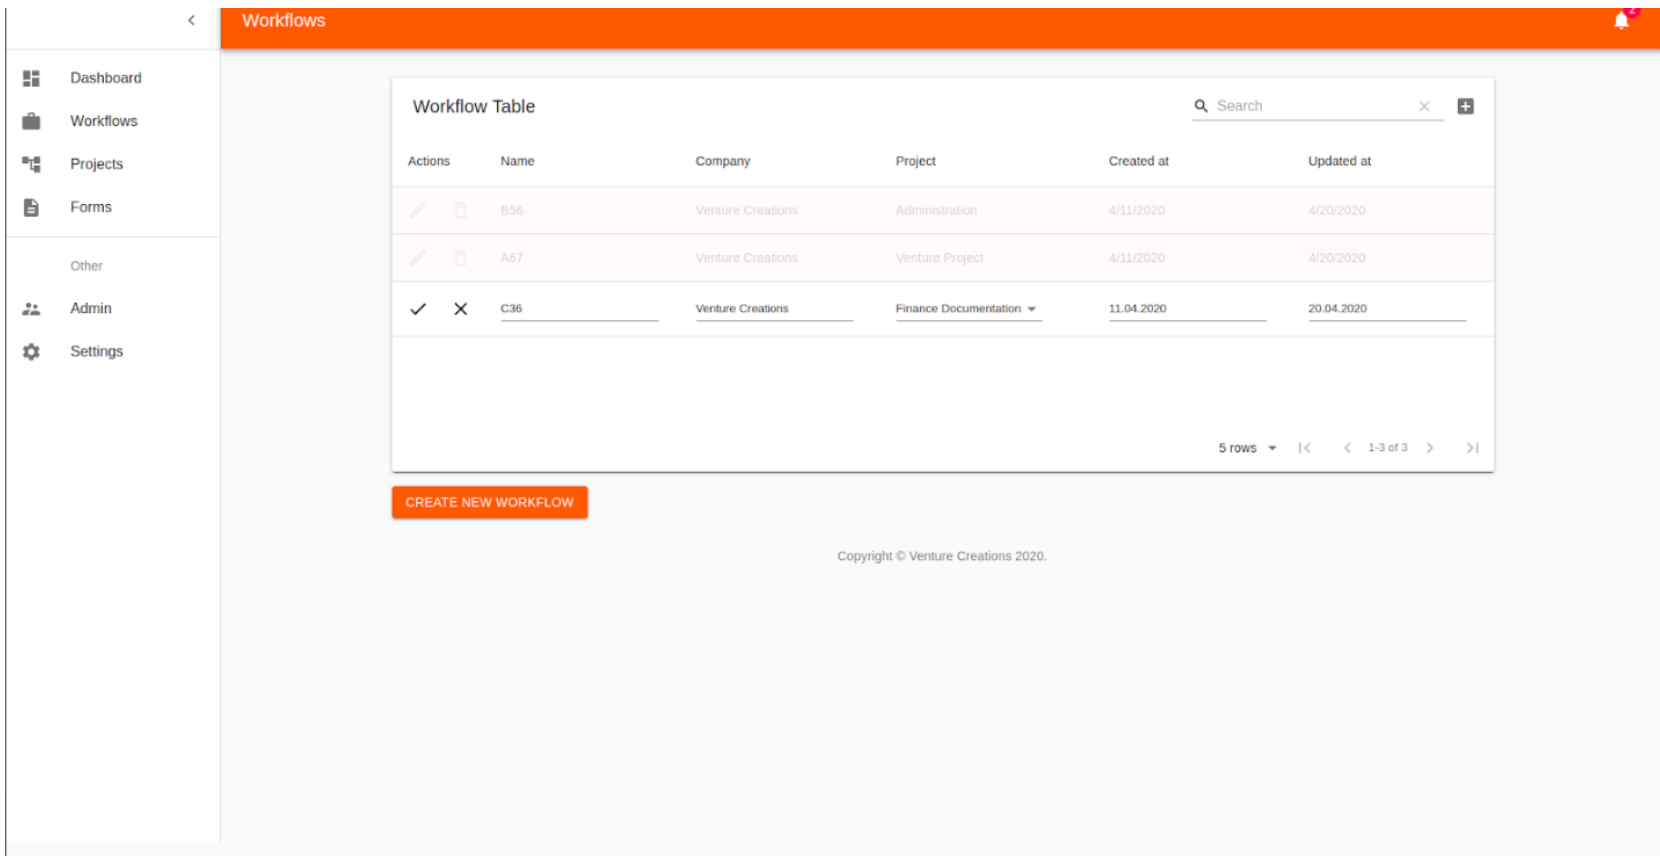 Workflows
2
Dashboard
Workflows
Projects
Forms
Other
Admin
Settings
Workflow Table
Search
Actions Name Company Project Created at Updated at
B56 Venture Creations Administration 4/11/2020 4/20/2020
A67 Venture Creations Venture Project 4/11/2020 4/20/2020
C36 Venture Creations Finance Documentation 11.04.2020 20.04.2020
5 rows 1-3 of 3
CREATE NEW WORKFLOW
Copyright © Venture Creations 2020.